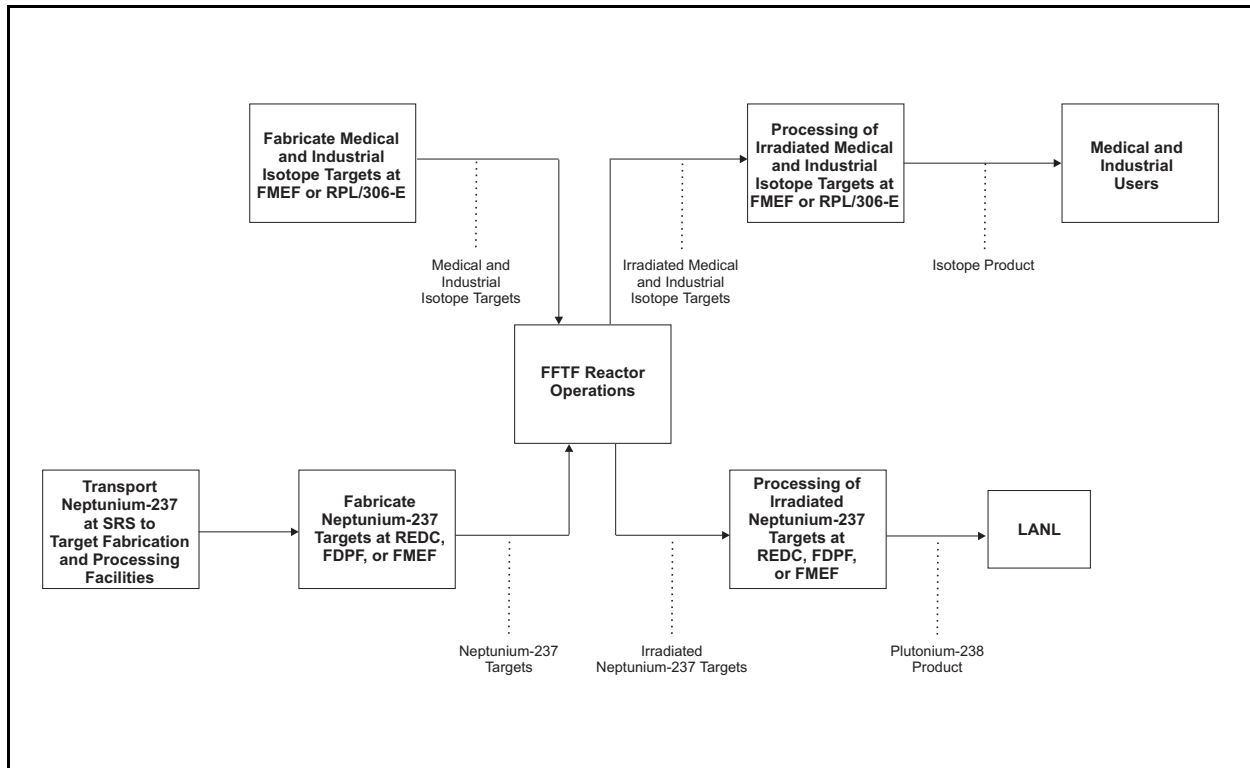 Fabricate Medical
and Industrial
Isotope Targets at
FMEF or RPL/306-E
Processing of
Irradiated Medical
and Industrial
Isotope Targets at
FMEF or RPL/306-E
Medical and
Industrial
Users
Medical and
Industrial
Isotope Targets
Irradiated Medical
and Industrial
Isotope Targets
Isotope Product
FFTF Reactor
Operations
Transport
Neptunium-237
at SRS to
Target Fabrication
and Processing
Facilities
Fabricate
Neptunium-237
Targets at REDC,
FDPF, or FMEF
Processing of
Irradiated
Neptunium-237
Targets at
REDC, FDPF,
or FMEF
LANL
Neptunium-237
Targets
Irradiated
Neptunium-237 Targets
Plutonium-238
Product